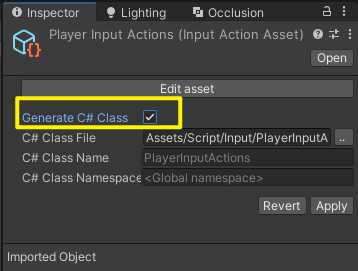 Inspector Lighting Occlusion
Player Input Actions (Input Action Asset)
Open
Edit asset
Generate C# Class
C# Class File Assets/Script/Input/PlayerInputA ..
C# Class Name PlayerInputActions
C# Class Namespace <Global namespace>
Revert Apply
Imported Object